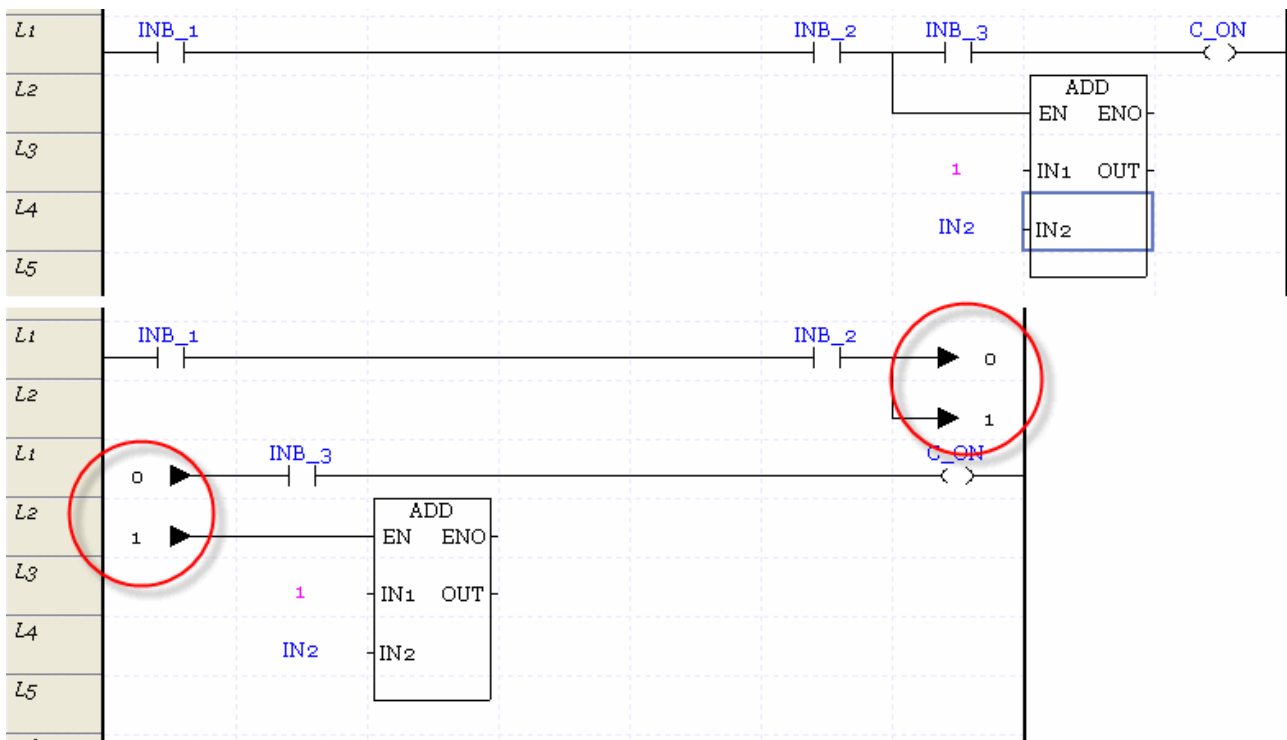 L1 INB_1 INB_2 INB_3 C_ON
L2 ADD
EN ENO
L3 1 IN1 OUT
L4 IN2 IN2
L5
L1 INB_1 INB_2 0
L2 1
L1 0 INB_3 C_ON
L2 1 ADD
EN ENO
L3 1 IN1 OUT
L4 IN2 IN2
L5